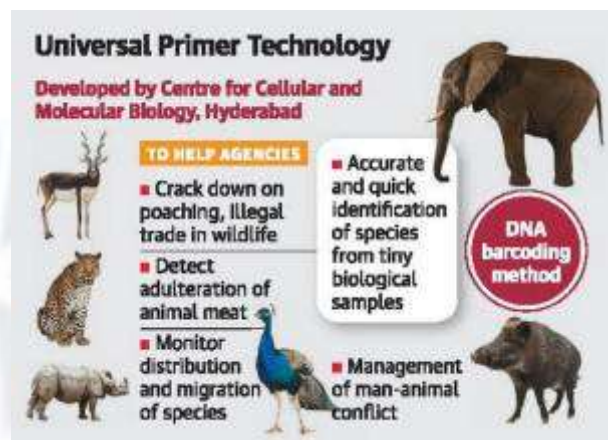 Universal Primer Technology
Developed by Centre for Cellular and
Molecular Biology, Hyderabad
TO HELP AGENCIES
■ Crack down on
poaching, illegal
trade in wildlife
■ Detect
adulteration of
animal meat
■ Monitor
distribution
and migration
of species
■ Accurate
and quick
identification
of species
from tiny
biological
samples
DNA
barcoding
method
■ Management
of man-animal
conflict